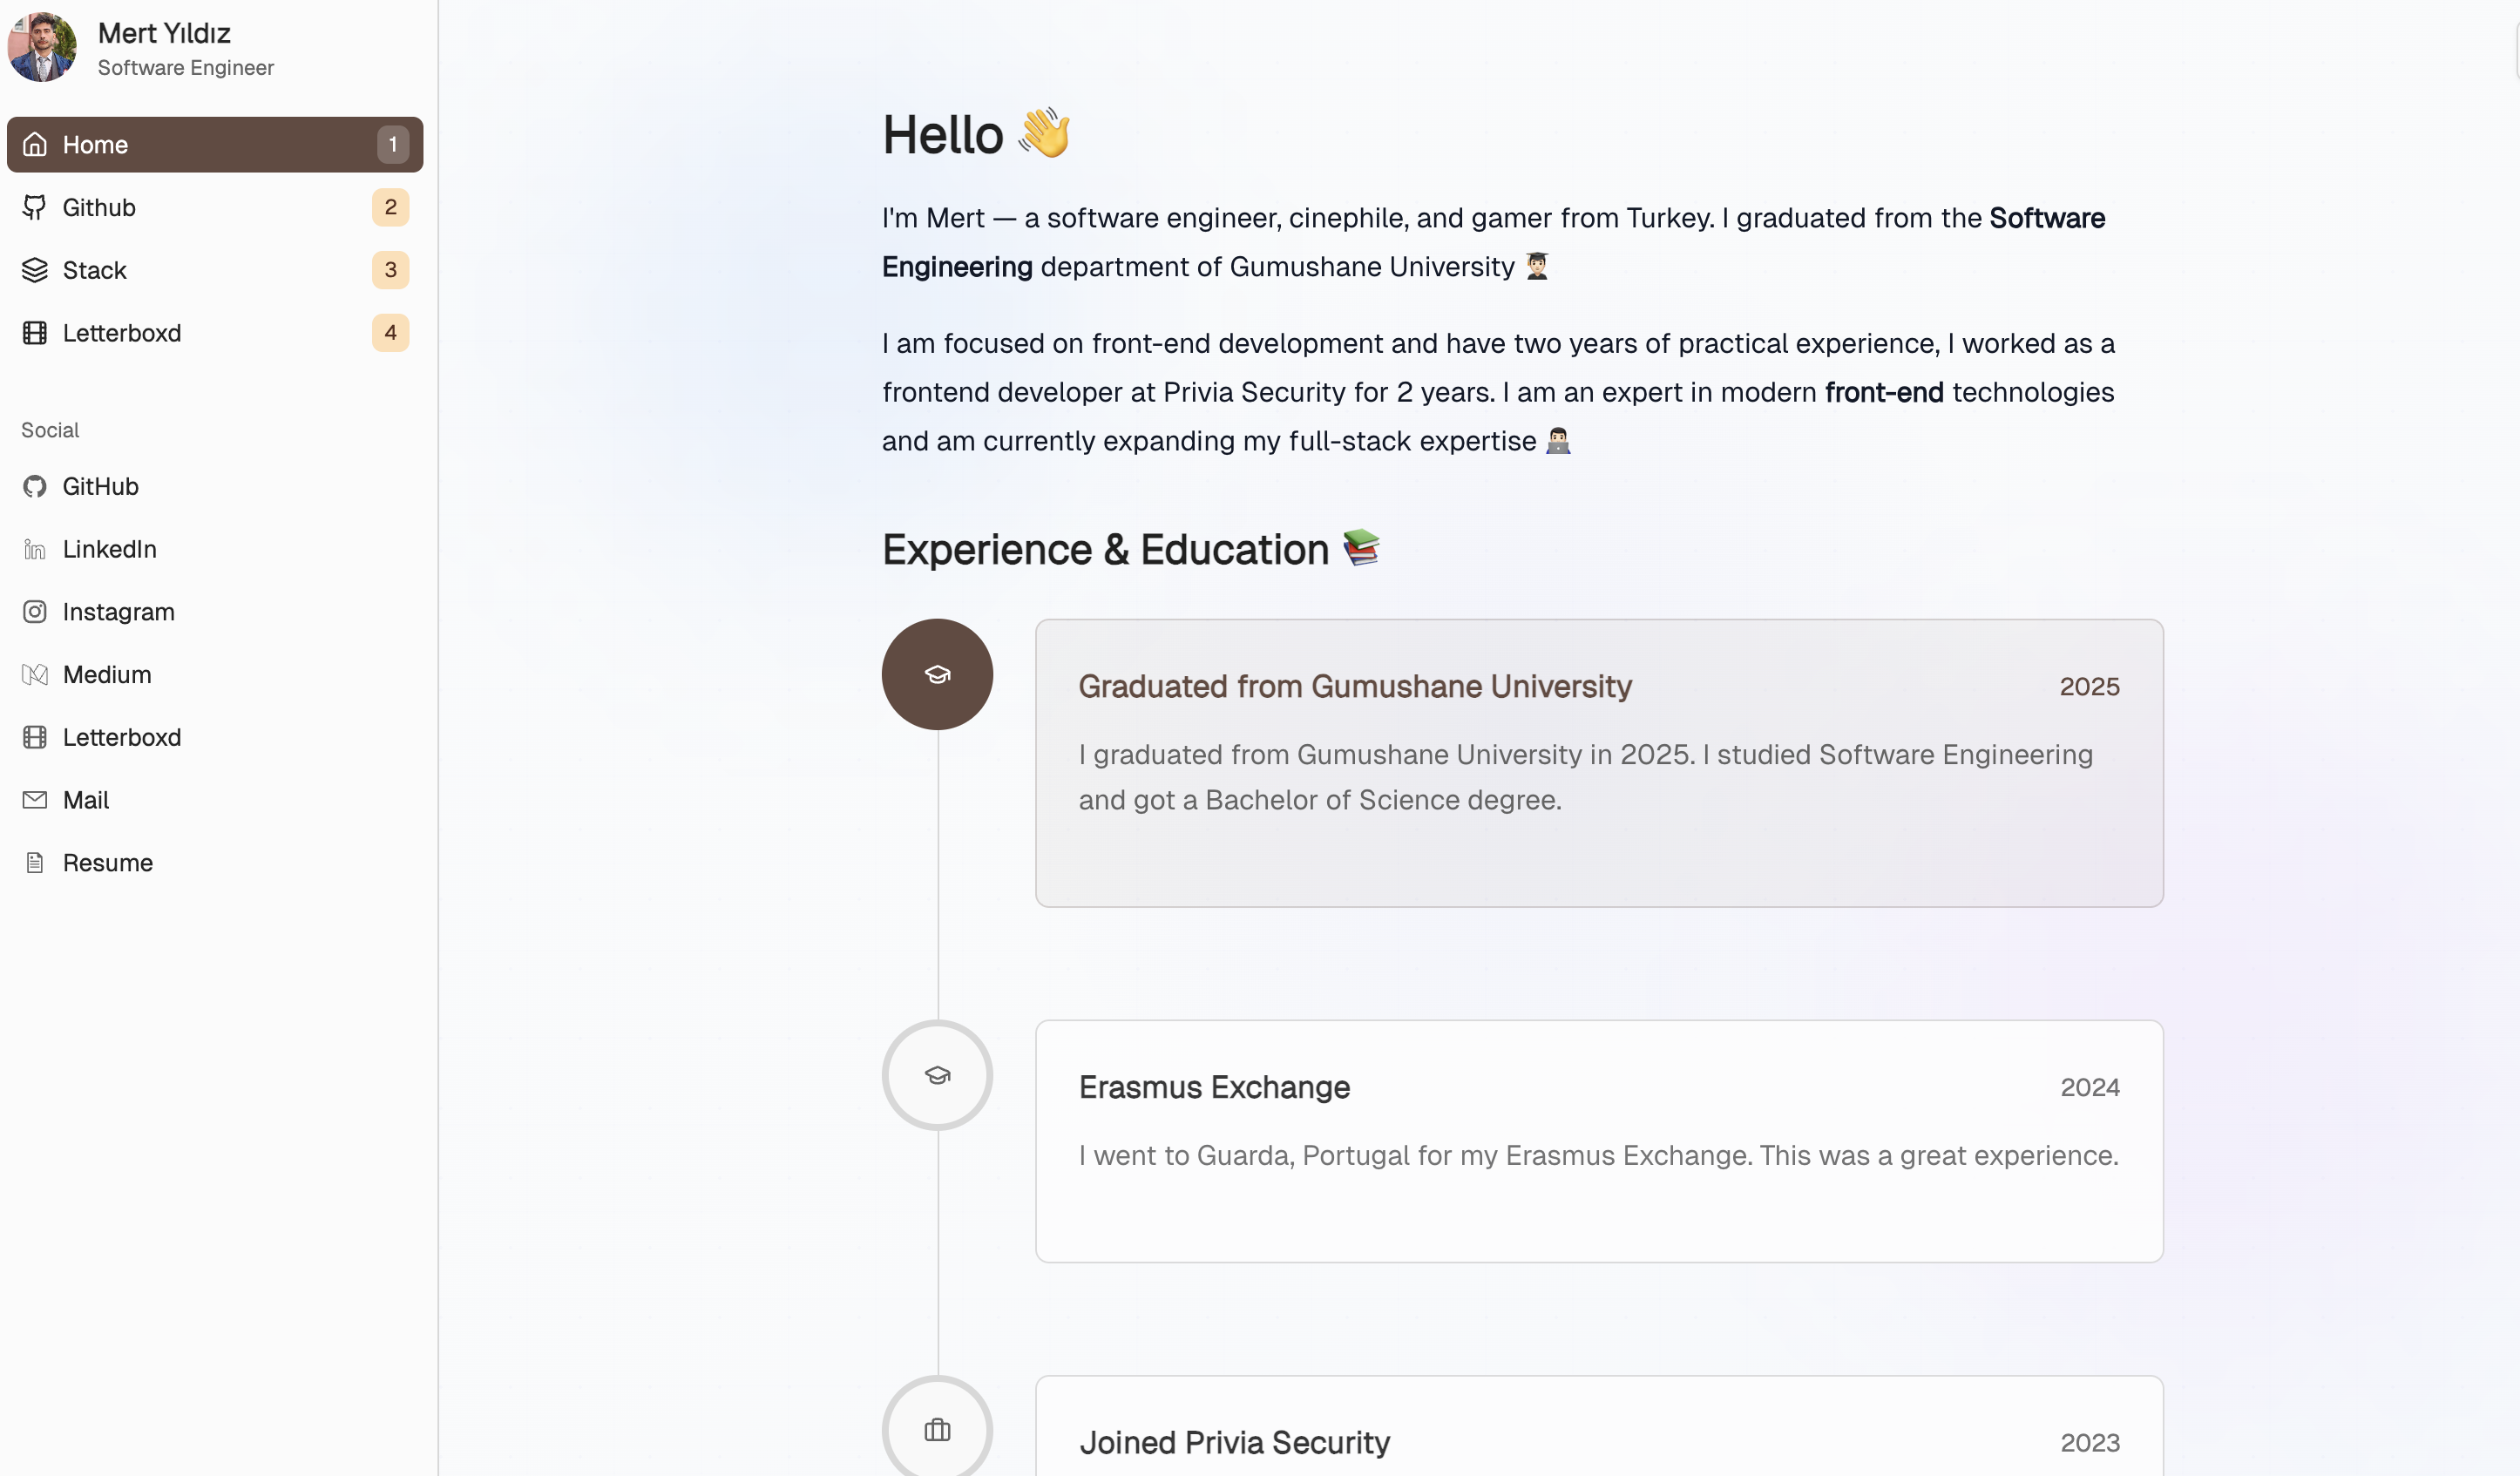 Mert Yıldız
Software Engineer
Home 1
Github 2
Stack 3
Letterboxd 4
Social
GitHub
LinkedIn
Instagram
Medium
Letterboxd
Mail
Resume
Hello 👋
I'm Mert — a software engineer, cinephile, and gamer from Turkey. I graduated from the Software
Engineering department of Gumushane University 👨🏻‍🎓
I am focused on front-end development and have two years of practical experience, I worked as a
frontend developer at Privia Security for 2 years. I am an expert in modern front-end technologies
and am currently expanding my full-stack expertise 👨🏻‍💻
Experience & Education 📚
Graduated from Gumushane University 2025
I graduated from Gumushane University in 2025. I studied Software Engineering
and got a Bachelor of Science degree.
Erasmus Exchange 2024
I went to Guarda, Portugal for my Erasmus Exchange. This was a great experience.
Joined Privia Security 2023